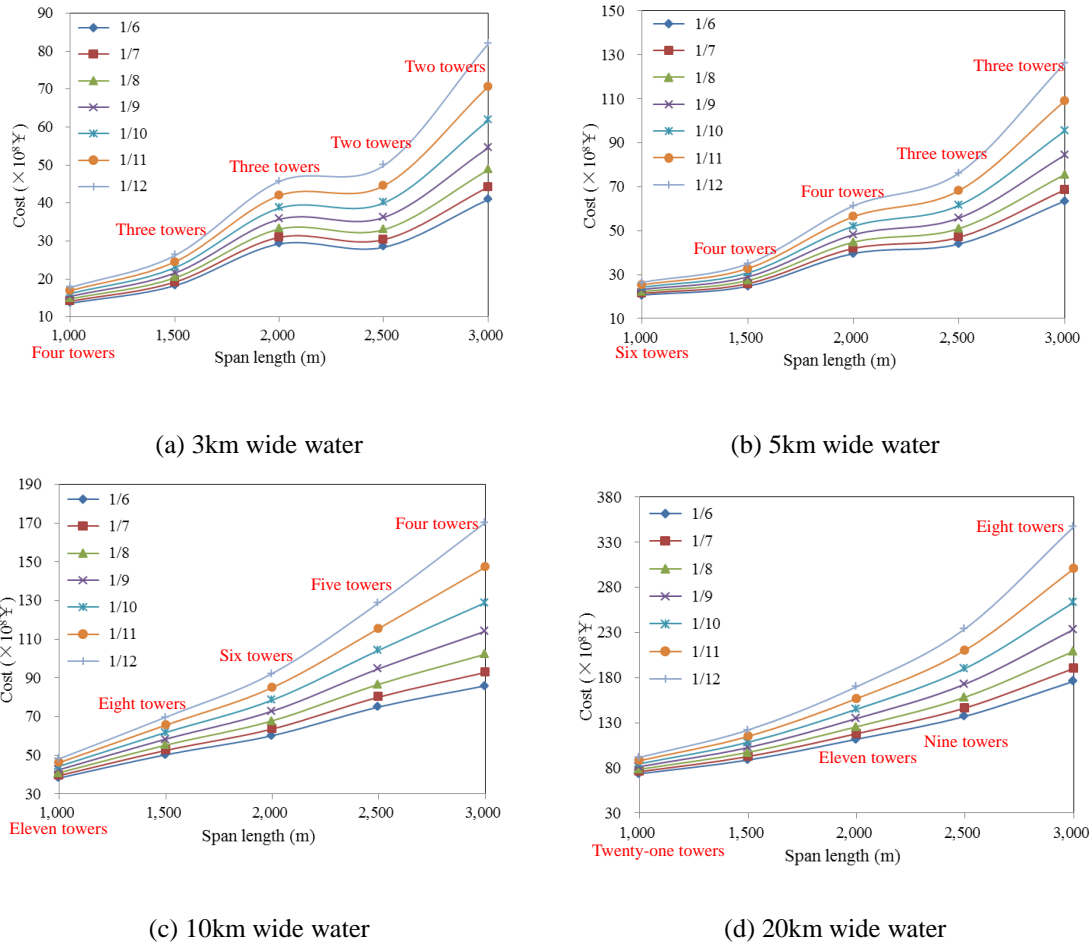 90
80
70
60
50
40
30
20
10
Cost (×10⁸¥)
1/6
1/7
1/8
1/9
1/10
1/11
1/12
Two towers
Two towers
Three towers
Three towers
1,000 1,500 2,000 2,500 3,000
Four towers
Span length (m)
(a) 3km wide water
150
130
110
90
70
50
30
10
Cost (×10⁸¥)
1/6
1/7
1/8
1/9
1/10
1/11
1/12
Three towers
Three towers
Four towers
Four towers
1,000 1,500 2,000 2,500 3,000
Six towers
Span length (m)
(b) 5km wide water
190
170
150
130
110
90
70
50
30
Cost (×10⁸¥)
1/6
1/7
1/8
1/9
1/10
1/11
1/12
Four towers
Five towers
Six towers
Eight towers
1,000 1,500 2,000 2,500 3,000
Eleven towers
Span length (m)
(c) 10km wide water
380
330
280
230
180
130
80
30
Cost (×10⁸¥)
1/6
1/7
1/8
1/9
1/10
1/11
1/12
Eight towers
Nine towers
Eleven towers
1,000 1,500 2,000 2,500 3,000
Twenty-one towers
Span length (m)
(d) 20km wide water